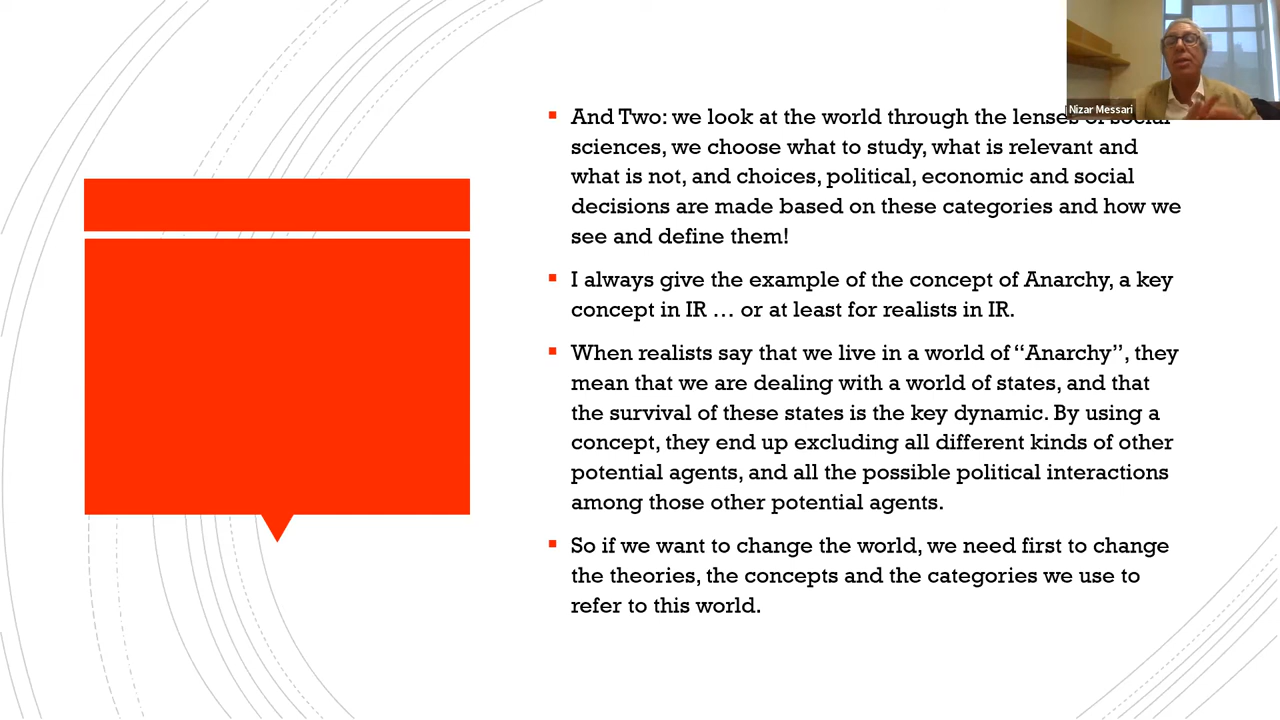 Nizar Messari
And Two: we look at the world through the lenses of social
sciences, we choose what to study, what is relevant and
what is not, and choices, political, economic and social
decisions are made based on these categories and how we
see and define them!
I always give the example of the concept of Anarchy, a key
concept in IR … or at least for realists in IR.
When realists say that we live in a world of “Anarchy”, they
mean that we are dealing with a world of states, and that
the survival of these states is the key dynamic. By using a
concept, they end up excluding all different kinds of other
potential agents, and all the possible political interactions
among those other potential agents.
So if we want to change the world, we need first to change
the theories, the concepts and the categories we use to
refer to this world.